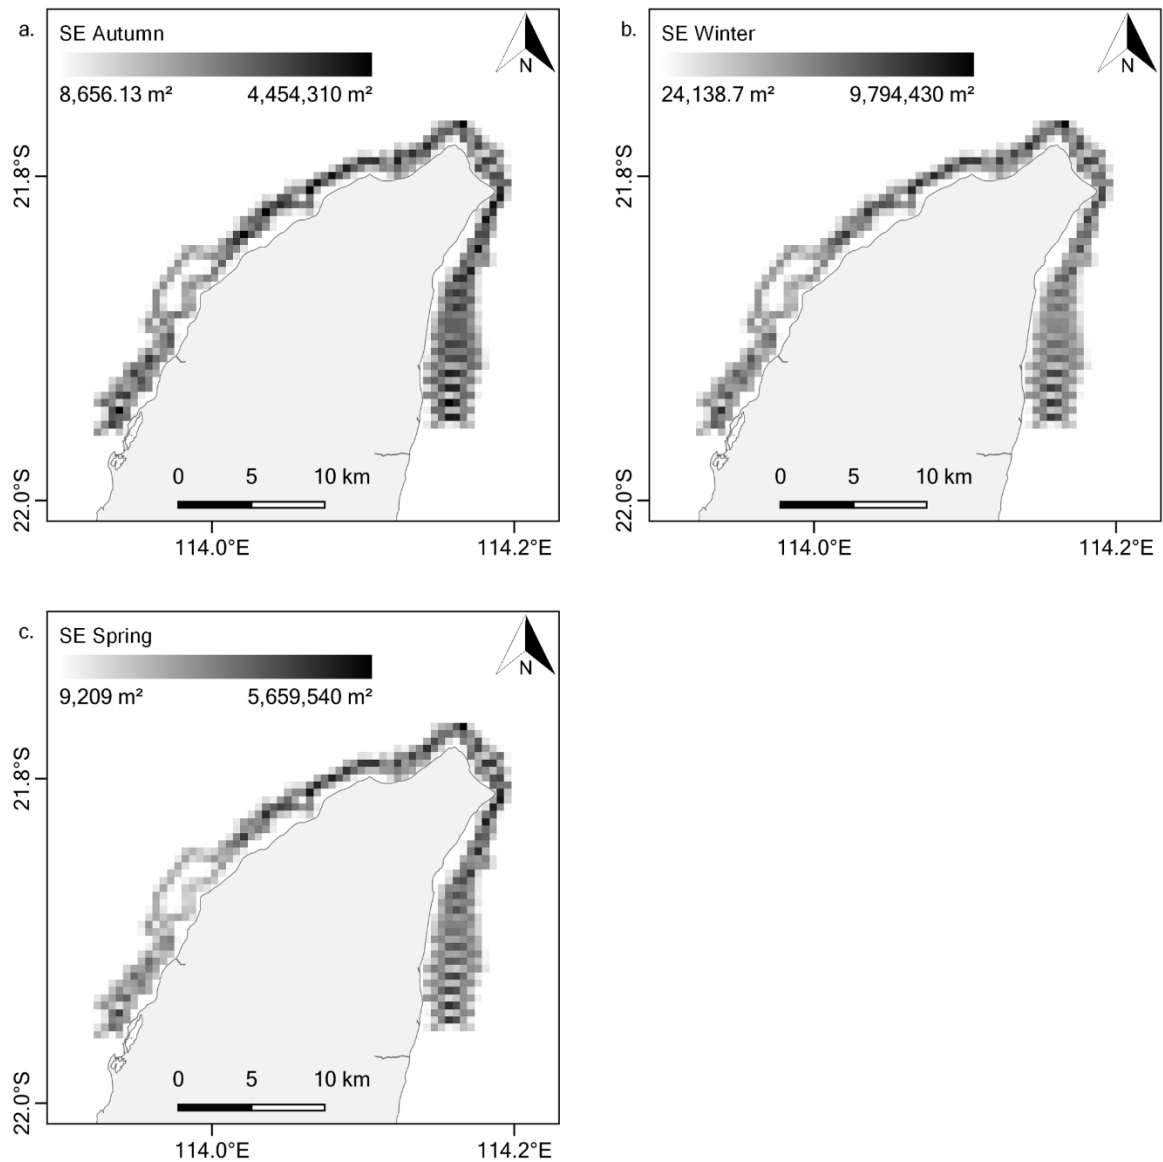 a.
SE Autumn
8,656.13 m² 4,454,310 m²
N
21.8°S
22.0°S
0 5 10 km
114.0°E 114.2°E
b.
SE Winter
24,138.7 m² 9,794,430 m²
N
21.8°S
22.0°S
0 5 10 km
114.0°E 114.2°E
c.
SE Spring
9,209 m² 5,659,540 m²
N
21.8°S
22.0°S
0 5 10 km
114.0°E 114.2°E